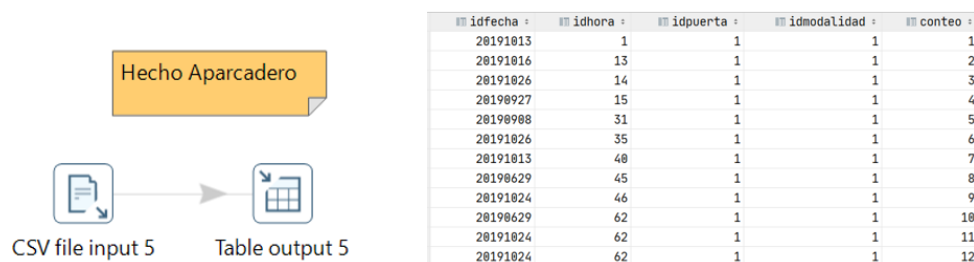 Hecho Aparcadero
CSV file input 5
Table output 5
idfecha idhora idpuerta idmodalidad conteo
20191013 1 1 1 1
20191016 13 1 1 2
20191026 14 1 1 3
20190927 15 1 1 4
20190908 31 1 1 5
20191026 35 1 1 6
20191013 40 1 1 7
20190629 45 1 1 8
20191024 46 1 1 9
20190629 62 1 1 10
20191024 62 1 1 11
20191024 62 1 1 12